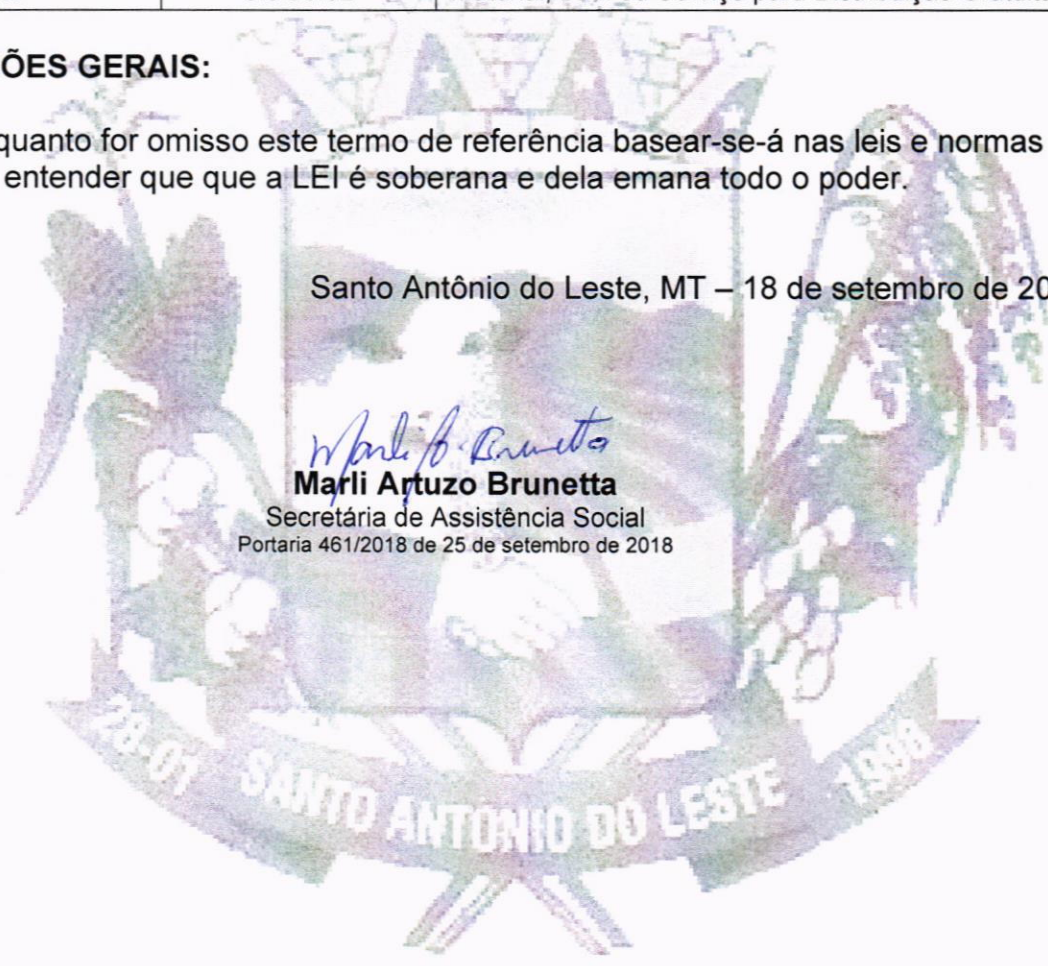 ÕES GERAIS:
quanto for omisso este termo de referência basear-se-á nas leis e normas
entender que que a LEI é soberana e dela emana todo o poder.
Santo Antônio do Leste, MT – 18 de setembro de 20
Marli A. Brunetta
Marli Artuzo Brunetta
Secretária de Assistência Social
Portaria 461/2018 de 25 de setembro de 2018
28-01 SANTO ANTONIO DO LESTE 1998